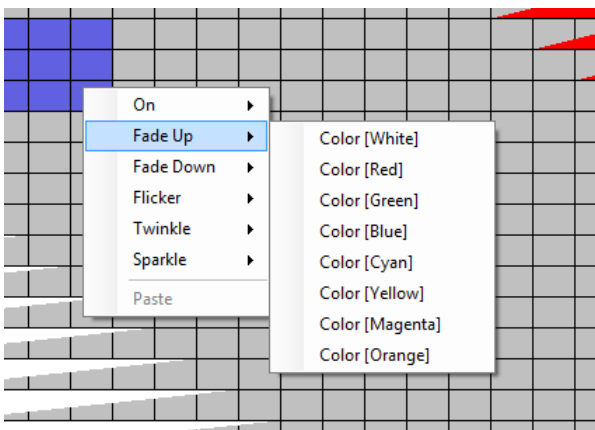 On
Fade Up
Fade Down
Flicker
Twinkle
Sparkle
Paste
Color [White]
Color [Red]
Color [Green]
Color [Blue]
Color [Cyan]
Color [Yellow]
Color [Magenta]
Color [Orange]